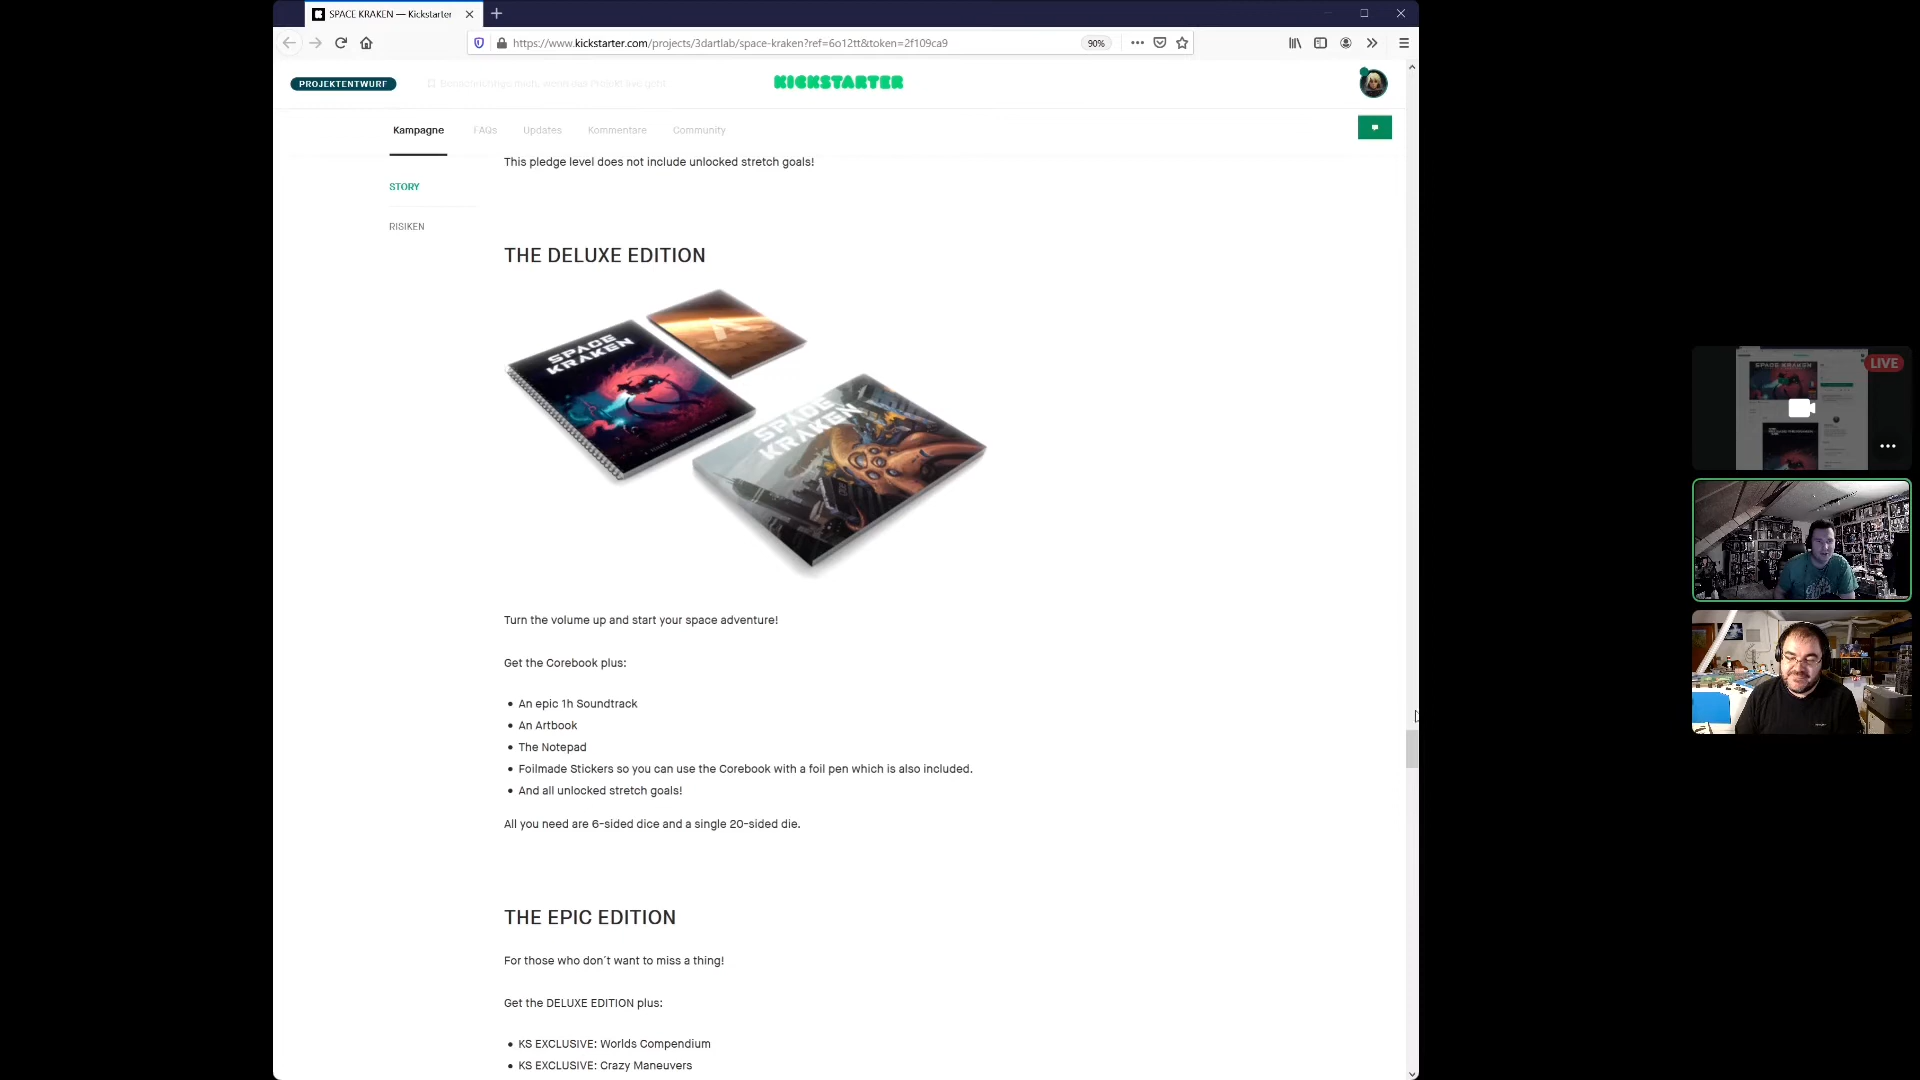 SPACE KRAKEN — Kickstarter
https://www.kickstarter.com/projects/3dartlab/space-kraken?ref=6o12tt&token=2f109ca9
90%
PROJEKTENTWURF
KICKSTARTER
Kampagne
FAQs
Updates
Kommentare
Community
This pledge level does not include unlocked stretch goals!
STORY
RISIKEN
THE DELUXE EDITION
SPACE
KRAKEN
SPACE
KRAKEN
Turn the volume up and start your space adventure!
Get the Corebook plus:
An epic 1h Soundtrack
An Artbook
The Notepad
Foilmade Stickers so you can use the Corebook with a foil pen which is also included.
And all unlocked stretch goals!
All you need are 6-sided dice and a single 20-sided die.
THE EPIC EDITION
For those who don´t want to miss a thing!
Get the DELUXE EDITION plus:
KS EXCLUSIVE: Worlds Compendium
KS EXCLUSIVE: Crazy Maneuvers
LIVE
SPACE KRAKEN